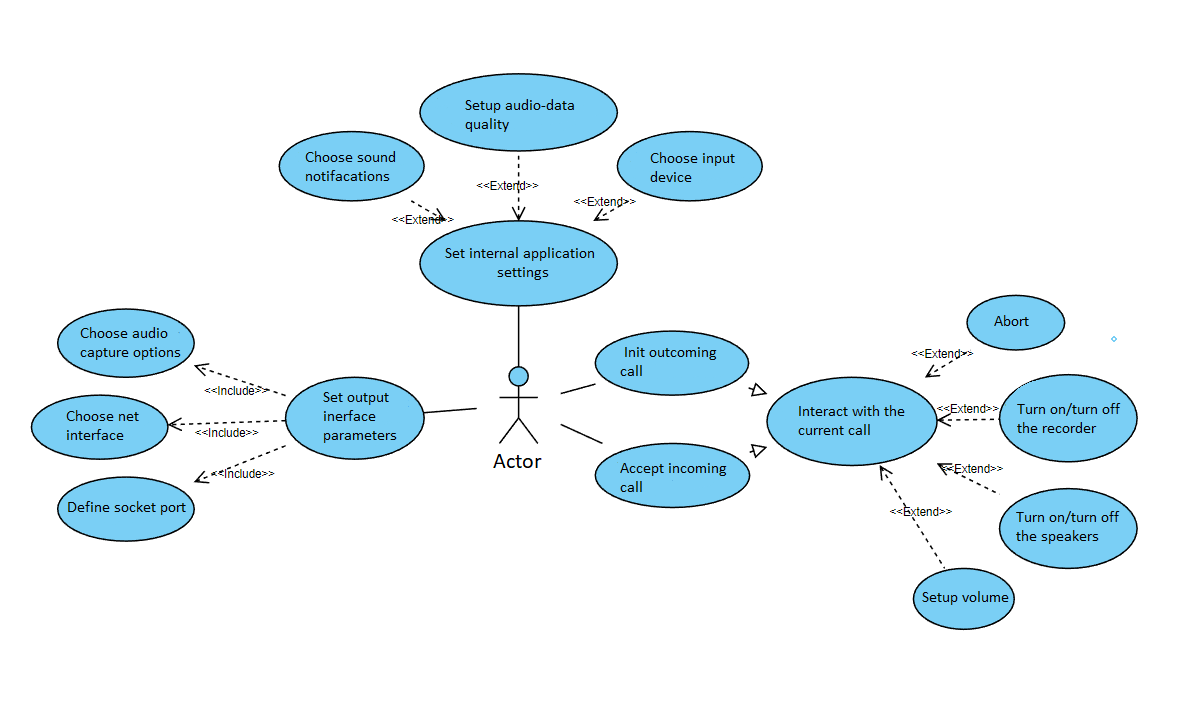 Setup audio-data
quality
Choose sound
notifacations
Choose input
device
<<Extend>>
<<Extend>>
<<Extend>>
Set internal application
settings
Choose audio
capture options
<<Include>>
Choose net
interface
<<Include>>
Define socket port
<<Include>>
Set output
inerface
parameters
Actor
Init outcoming
call
Accept incoming
call
Interact with the
current call
Abort
<<Extend>>
Turn on/turn off
the recorder
<<Extend>>
Turn on/turn off
the speakers
<<Extend>>
Setup volume
<<Extend>>